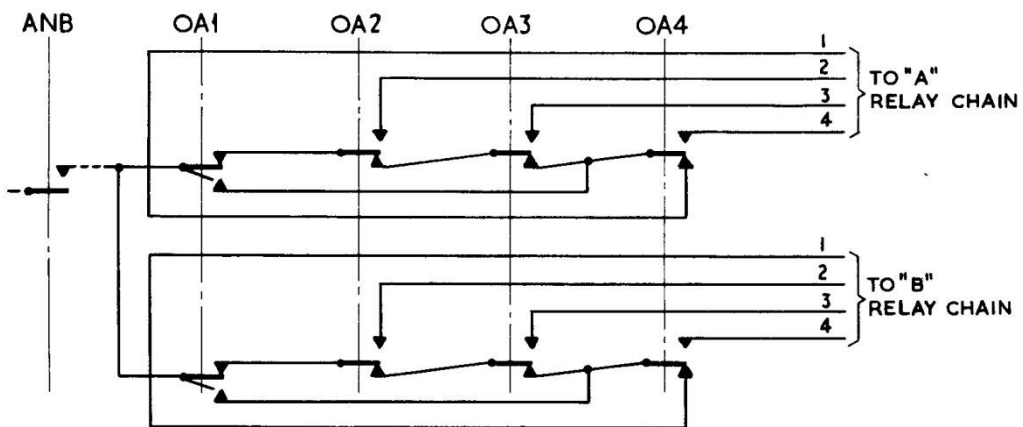 ANB OA1 OA2 OA3 OA4
1
2
3
4
TO "A"
RELAY CHAIN
1
2
3
4
TO "B"
RELAY CHAIN